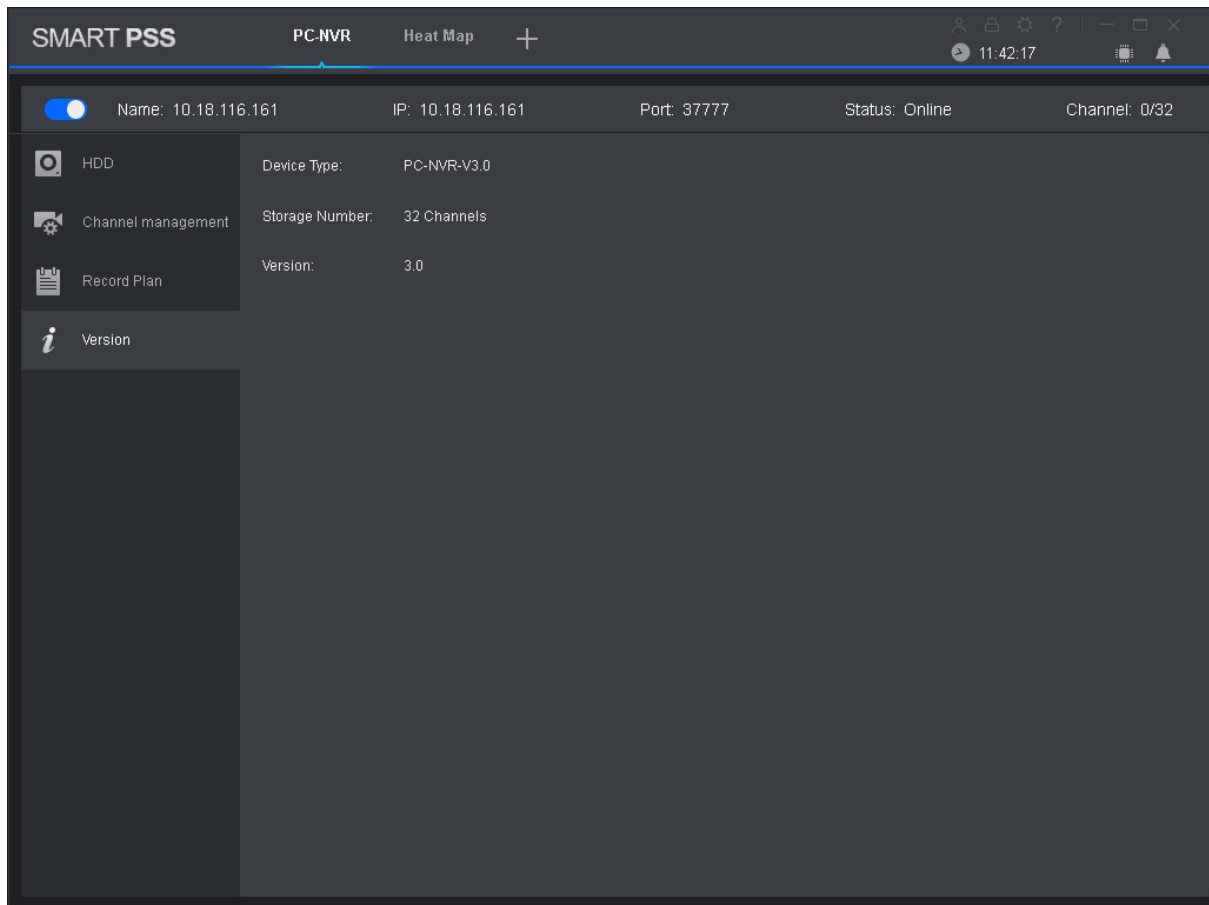 SMART PSS PC-NVR Heat Map + ?
11:42:17
Name: 10.18.116.161 IP: 10.18.116.161 Port: 37777 Status: Online Channel: 0/32
HDD
Channel management
Record Plan
Version
Device Type: PC-NVR-V3.0
Storage Number: 32 Channels
Version: 3.0